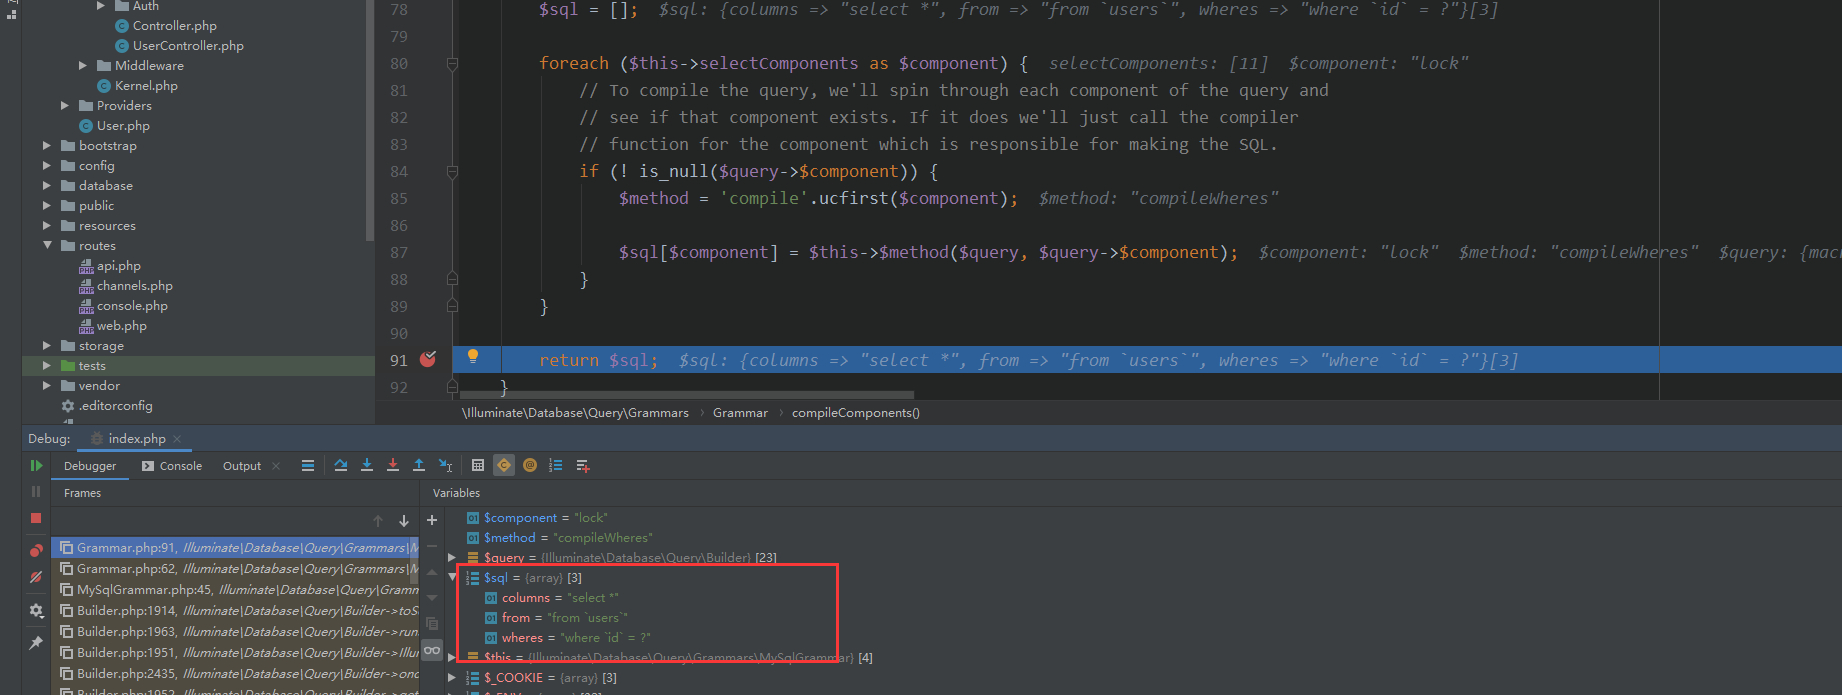 Auth
Controller.php
UserController.php
Middleware
Kernel.php
Providers
User.php
bootstrap
config
database
public
resources
routes
api.php
channels.php
console.php
web.php
storage
tests
vendor
.editorconfig
78 $sql = []; $sql: {columns => "select *", from => "from `users`", wheres => "where `id` = ?"}[3]
79
80 foreach ($this->selectComponents as $component) { selectComponents: [11] $component: "lock"
81 // To compile the query, we'll spin through each component of the query and
82 // see if that component exists. If it does we'll just call the compiler
83 // function for the component which is responsible for making the SQL.
84 if (! is_null($query->$component)) {
85 $method = 'compile'.ucfirst($component); $method: "compileWheres"
86
87 $sql[$component] = $this->$method($query, $query->$component); $component: "lock" $method: "compileWheres" $query: {mac
88 }
89 }
90
91 return $sql; $sql: {columns => "select *", from => "from `users`", wheres => "where `id` = ?"}[3]
92 }
\Illuminate\Database\Query\Grammars › Grammar › compileComponents()
Debug: index.php
Debugger Console Output
Frames
Grammar.php:91, Illuminate\Database\Query\Grammars\M
Grammar.php:62, Illuminate\Database\Query\Grammars\M
MySqlGrammar.php:45, Illuminate\Database\Query\Gramm
Builder.php:1914, Illuminate\Database\Query\Builder->toS
Builder.php:1963, Illuminate\Database\Query\Builder->run
Builder.php:1951, Illuminate\Database\Query\Builder->Illum
Builder.php:2435, Illuminate\Database\Query\Builder->onc
Builder.php:1952, Illuminate\Database\Query\Builder->get
Variables
$component = "lock"
$method = "compileWheres"
$query = {Illuminate\Database\Query\Builder} [23]
$sql = {array} [3]
columns = "select *"
from = "from `users`"
wheres = "where `id` = ?"
$this = {Illuminate\Database\Query\Grammars\MySqlGrammar} [4]
$_COOKIE = {array} [3]